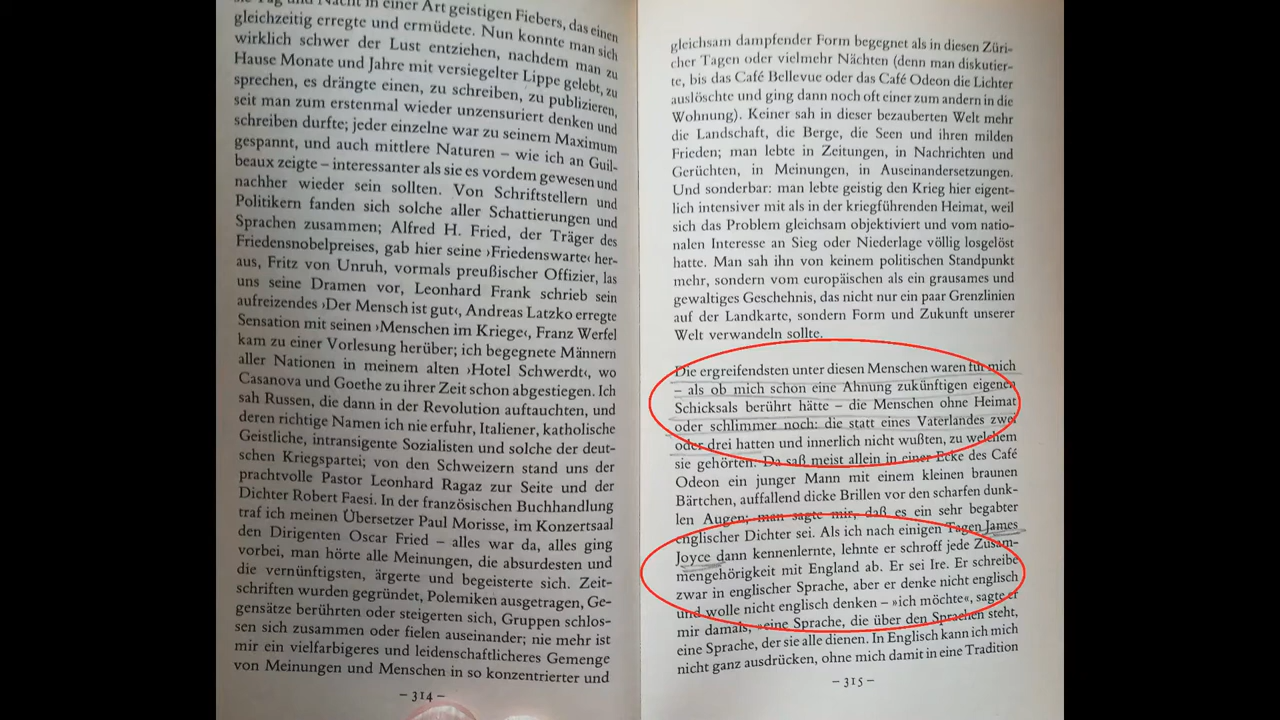 sie Tag und Nacht in einer Art geistigen Fiebers, das einen
gleichzeitig erregte und ermüdete. Nun konnte man sich
wirklich schwer der Lust entziehen, nachdem man zu
Hause Monate und Jahre mit versiegelter Lippe gelebt, zu
sprechen, es drängte einen, zu schreiben, zu publizieren,
seit man zum erstenmal wieder unzensuriert denken und
schreiben durfte; jeder einzelne war zu seinem Maximum
gespannt, und auch mittlere Naturen – wie ich an Guil-
beaux zeigte – interessanter als sie es vordem gewesen und
nachher wieder sein sollten. Von Schriftstellern und
Politikern fanden sich solche aller Schattierungen und
Sprachen zusammen; Alfred H. Fried, der Träger des
Friedensnobelpreises, gab hier seine ›Friedenswarte‹ her-
aus, Fritz von Unruh, vormals preußischer Offizier, las
uns seine Dramen vor, Leonhard Frank schrieb sein
aufreizendes ›Der Mensch ist gut‹, Andreas Latzko erregte
Sensation mit seinen ›Menschen im Kriege‹, Franz Werfel
kam zu einer Vorlesung herüber; ich begegnete Männern
aller Nationen in meinem alten ›Hotel Schwerdt‹, wo
Casanova und Goethe zu ihrer Zeit schon abgestiegen. Ich
sah Russen, die dann in der Revolution auftauchten, und
deren richtige Namen ich nie erfuhr, Italiener, katholische
Geistliche, intransigente Sozialisten und solche der deut-
schen Kriegspartei; von den Schweizern stand uns der
prachtvolle Pastor Leonhard Ragaz zur Seite und der
Dichter Robert Faesi. In der französischen Buchhandlung
traf ich meinen Übersetzer Paul Morisse, im Konzertsaal
den Dirigenten Oscar Fried – alles war da, alles ging
vorbei, man hörte alle Meinungen, die absurdesten und
die vernünftigsten, ärgerte und begeisterte sich. Zeit-
schriften wurden gegründet, Polemiken ausgetragen, Ge-
gensätze berührten oder steigerten sich, Gruppen schlos-
sen sich zusammen oder fielen auseinander; nie mehr ist
mir ein vielfarbigeres und leidenschaftlicheres Gemenge
von Meinungen und Menschen in so konzentrierter und
– 314 –
gleichsam dampfender Form begegnet als in diesen Züri-
cher Tagen oder vielmehr Nächten (denn man diskutier-
te, bis das Café Bellevue oder das Café Odeon die Lichter
auslöschte und ging dann noch oft einer zum andern in die
Wohnung). Keiner sah in dieser bezauberten Welt mehr
die Landschaft, die Berge, die Seen und ihren milden
Frieden; man lebte in Zeitungen, in Nachrichten und
Gerüchten, in Meinungen, in Auseinandersetzungen.
Und sonderbar: man lebte geistig den Krieg hier eigent-
lich intensiver mit als in der kriegführenden Heimat, weil
sich das Problem gleichsam objektiviert und vom natio-
nalen Interesse an Sieg oder Niederlage völlig losgelöst
hatte. Man sah ihn von keinem politischen Standpunkt
mehr, sondern vom europäischen als ein grausames und
gewaltiges Geschehnis, das nicht nur ein paar Grenzlinien
auf der Landkarte, sondern Form und Zukunft unserer
Welt verwandeln sollte.
Die ergreifendsten unter diesen Menschen waren für mich
– als ob mich schon eine Ahnung zukünftigen eigenen
Schicksals berührt hätte – die Menschen ohne Heimat
oder schlimmer noch: die statt eines Vaterlandes zwei
oder drei hatten und innerlich nicht wußten, zu welchem
sie gehörten. Da saß meist allein in einer Ecke des Café
Odeon ein junger Mann mit einem kleinen braunen
Bärtchen, auffallend dicke Brillen vor den scharfen dunk-
len Augen; man sagte mir, daß es ein sehr begabter
englischer Dichter sei. Als ich nach einigen Tagen James
Joyce dann kennenlernte, lehnte er schroff jede Zusam-
mengehörigkeit mit England ab. Er sei Ire. Er schreibe
zwar in englischer Sprache, aber er denke nicht englisch
und wolle nicht englisch denken – »ich möchte«, sagte er
mir damals, »eine Sprache, die über den Sprachen steht,
eine Sprache, der sie alle dienen. In Englisch kann ich mich
nicht ganz ausdrücken, ohne mich damit in eine Tradition
– 315 –